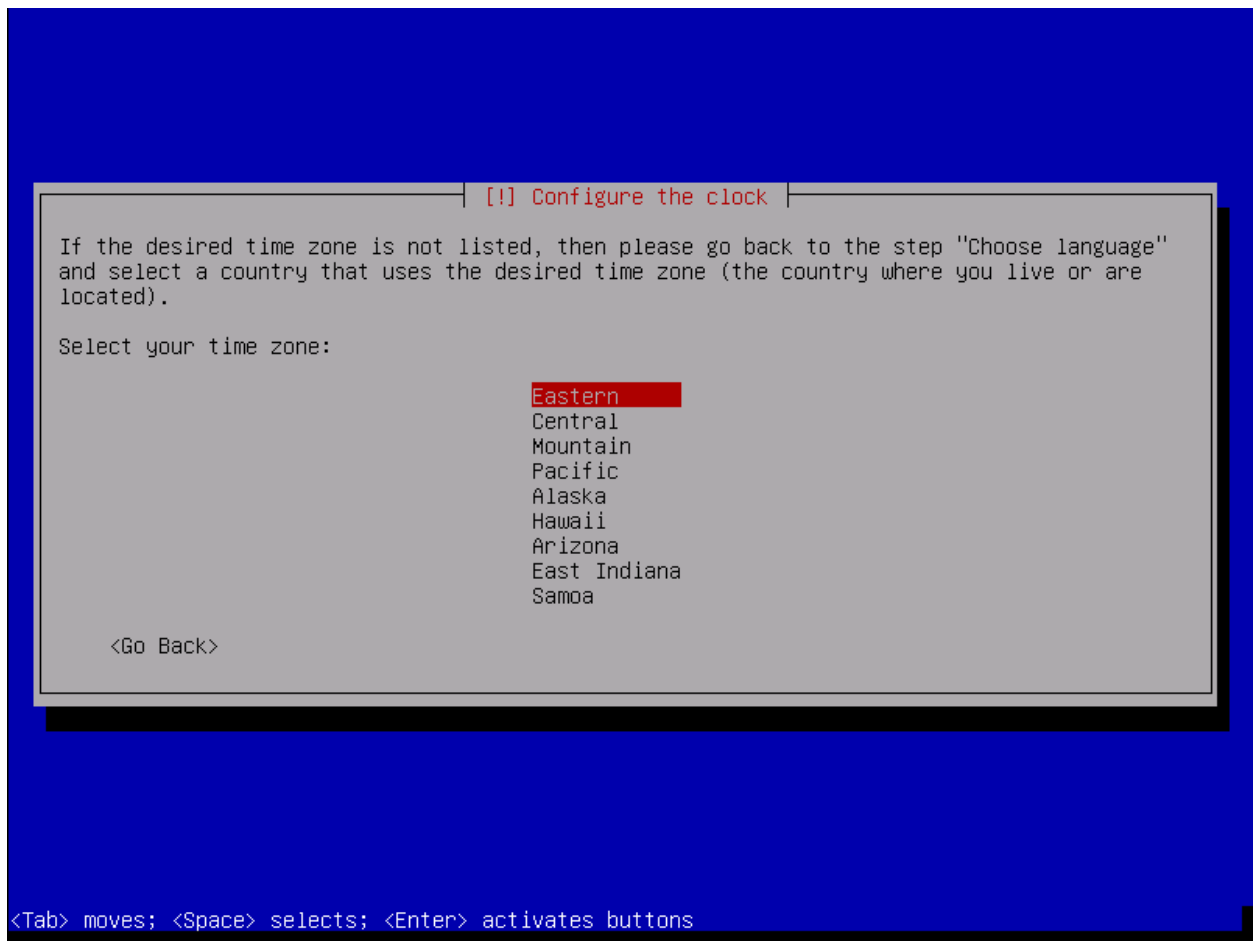 [!] Configure the clock
If the desired time zone is not listed, then please go back to the step "Choose language"
and select a country that uses the desired time zone (the country where you live or are
located).
Select your time zone:
Eastern
Central
Mountain
Pacific
Alaska
Hawaii
Arizona
East Indiana
Samoa
<Go Back>
<Tab> moves; <Space> selects; <Enter> activates buttons